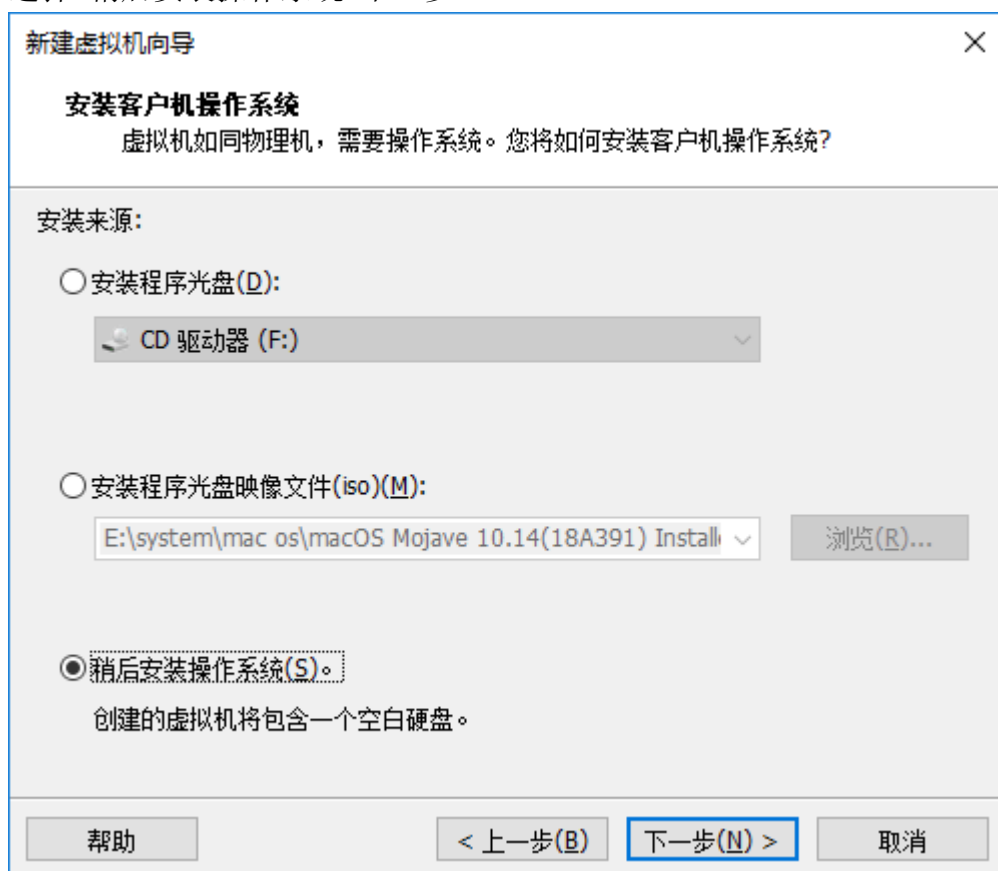 新建虚拟机向导
安装客户机操作系统
虚拟机如同物理机，需要操作系统。您将如何安装客户机操作系统?
安装来源:
安装程序光盘(D):
CD 驱动器 (F:)
安装程序光盘映像文件(iso)(M):
E:\system\mac os\macOS Mojave 10.14(18A391) Install
浏览(R)...
稍后安装操作系统(S)。
创建的虚拟机将包含一个空白硬盘。
帮助
< 上一步(B)
下一步(N) >
取消